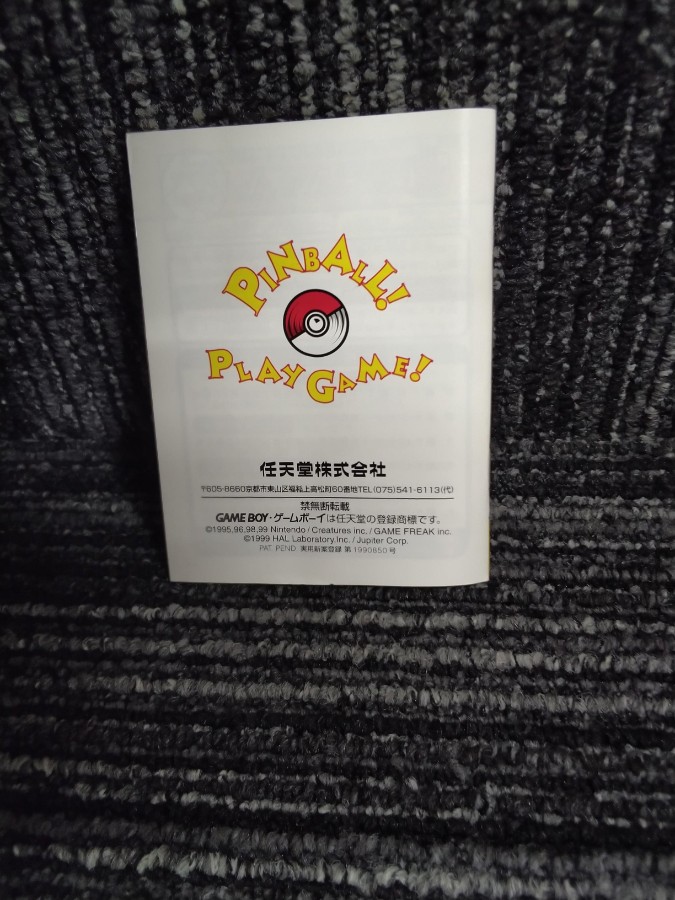 PINBALL!
PLAY GAME!
任天堂株式会社
〒605-8660京都市東山区福稲上高松町60番地TEL(075)541-6113(代)
禁無断転載
GAME BOY・ゲームボーイは任天堂の登録商標です。
©1995,96,98,99 Nintendo / Creatures inc. / GAME FREAK inc.
©1999 HAL Laboratory.Inc. / Jupiter Corp.
PAT. PEND. 実用新案登録 第1990850号